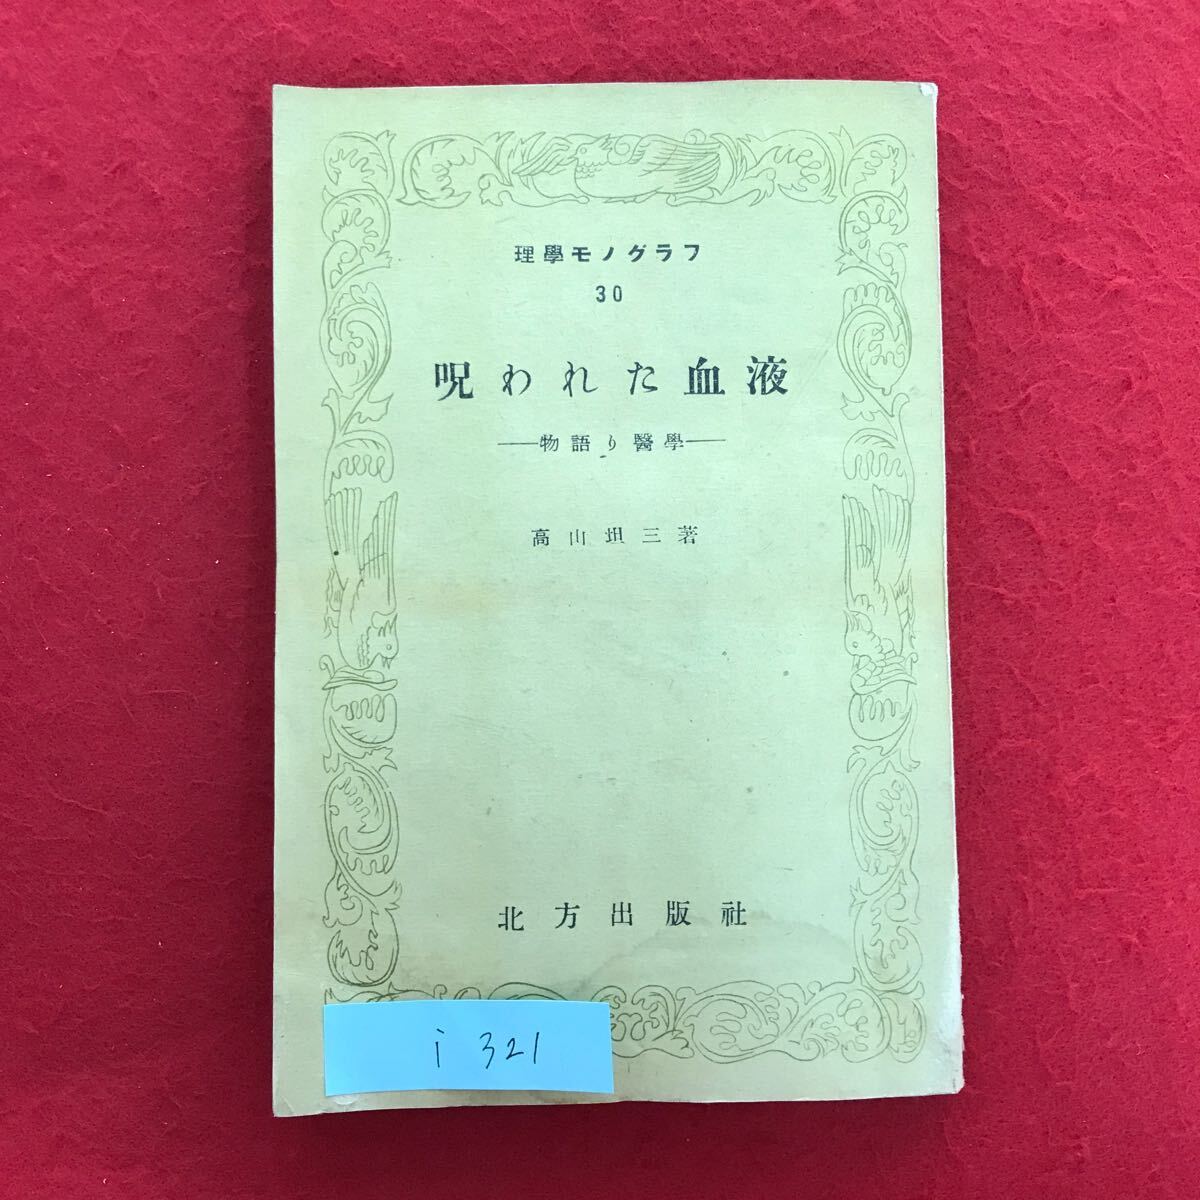 理學モノグラフ
30
呪われた血液
―物語り醫學―
高山坦三著
北方出版社
i 321